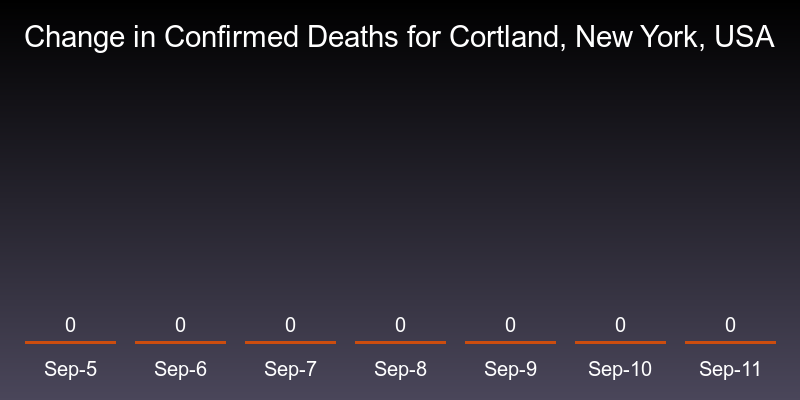 Change in Confirmed Deaths for Cortland, New York, USA
0 0 0 0 0 0 0
Sep-5 Sep-6 Sep-7 Sep-8 Sep-9 Sep-10 Sep-11